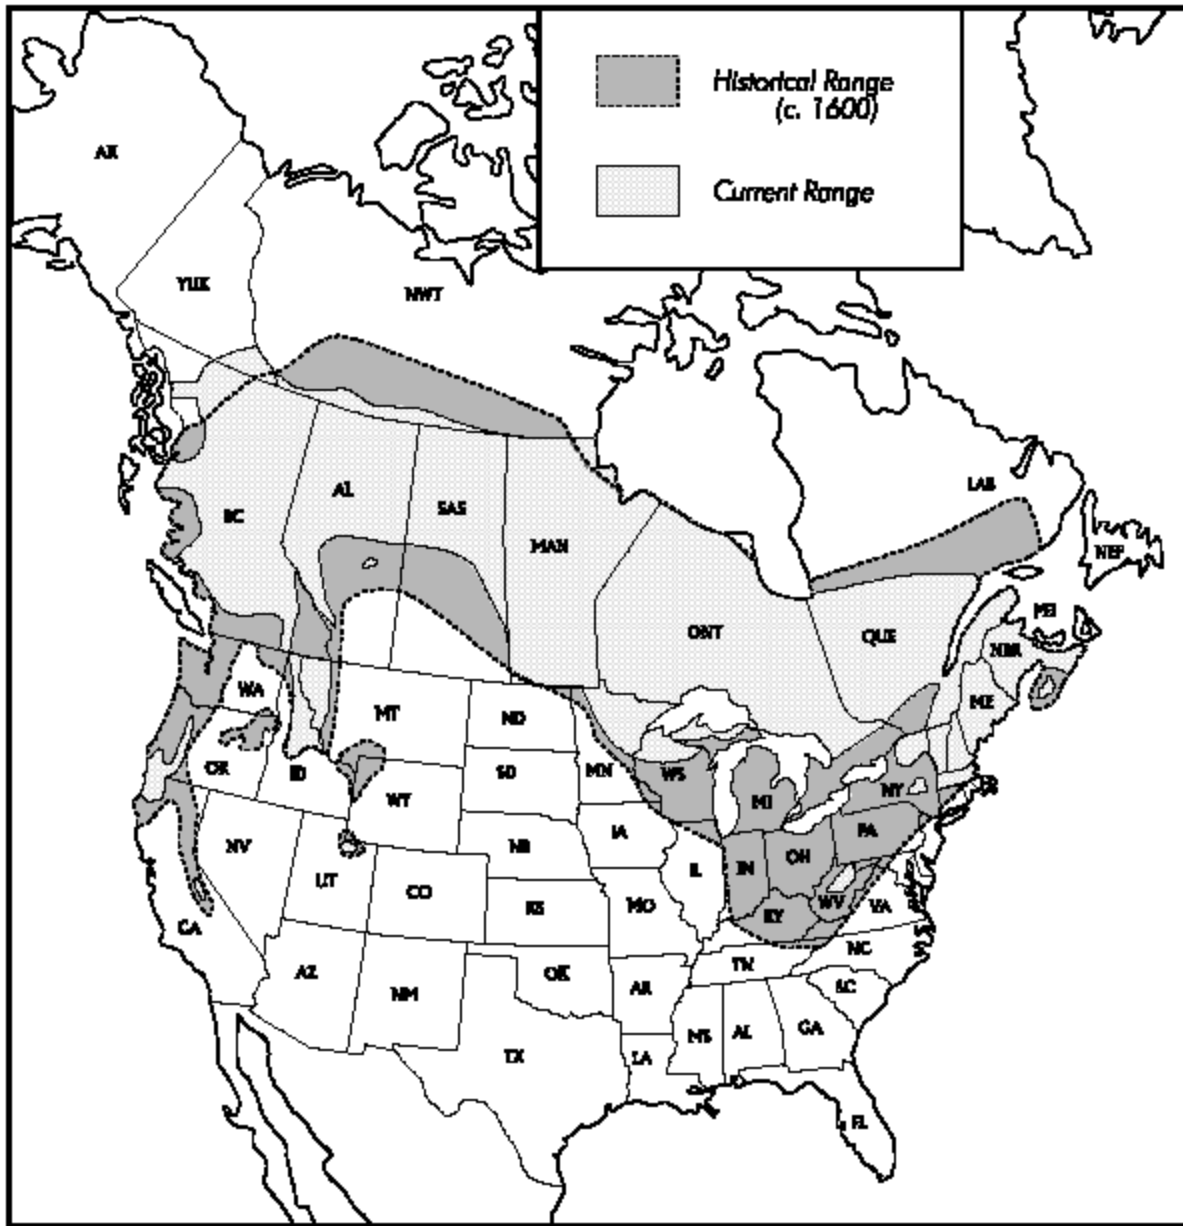 Historical Range
(c. 1600)
Current Range
AK
YUK
NWT
BC
AL
SAS
MAN
ONT
QUE
LAB
NEF
PEI
NBR
ME
WA
MT
ND
MN
WS
MI
NY
OR
ID
WY
SD
IA
PA
NV
UT
CO
NB
IL
IN
OH
WV
VA
CA
KS
MO
KY
AZ
NM
OK
AR
TN
NC
SC
TX
LA
MS
AL
GA
FL